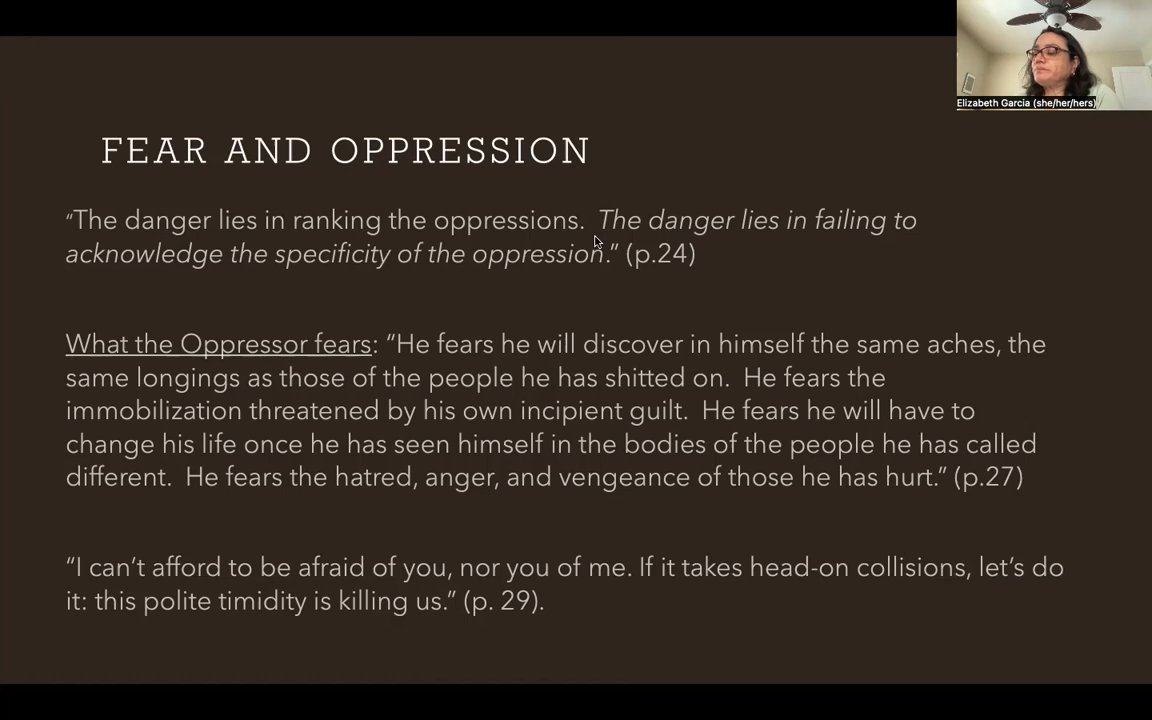 Elizabeth Garcia (she/her/hers)
FEAR AND OPPRESSION
“The danger lies in ranking the oppressions.  The danger lies in failing to
acknowledge the specificity of the oppression.” (p.24)
What the Oppressor fears: “He fears he will discover in himself the same aches, the
same longings as those of the people he has shitted on.  He fears the
immobilization threatened by his own incipient guilt.  He fears he will have to
change his life once he has seen himself in the bodies of the people he has called
different.  He fears the hatred, anger, and vengeance of those he has hurt.” (p.27)
“I can’t afford to be afraid of you, nor you of me. If it takes head-on collisions, let’s do
it: this polite timidity is killing us.” (p. 29).